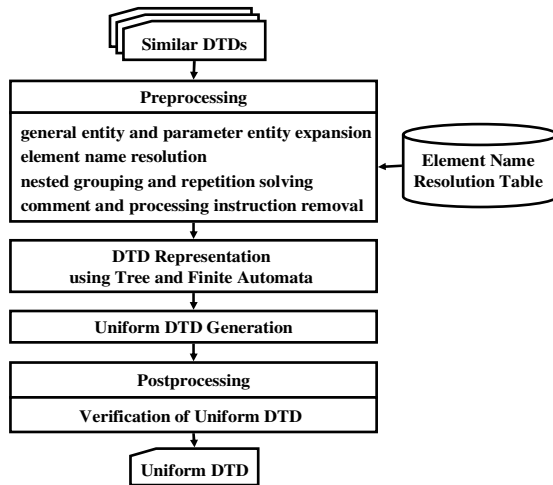 Similar DTDs
Preprocessing
general entity and parameter entity expansion
element name resolution
nested grouping and repetition solving
comment and processing instruction removal
Element Name
Resolution Table
DTD Representation
using Tree and Finite Automata
Uniform DTD Generation
Postprocessing
Verification of Uniform DTD
Uniform DTD